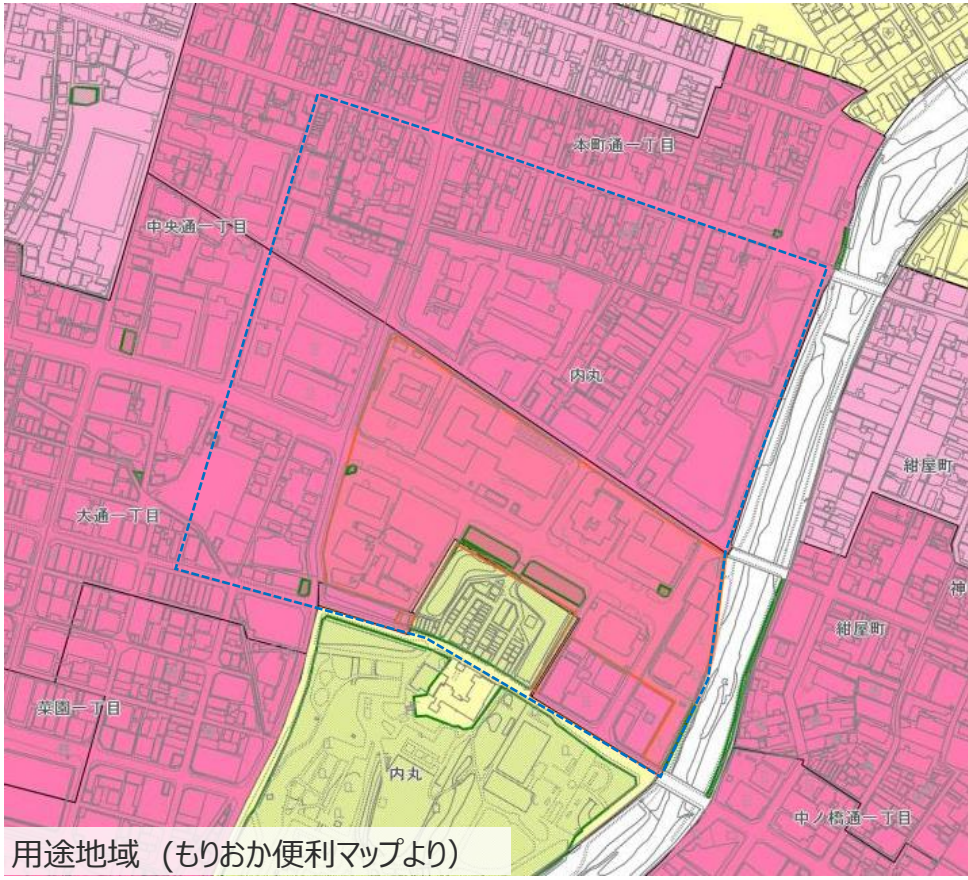 本町通一丁目
中央通一丁目
内丸
紺屋町
大通一丁目
神
紺屋町
菜園一丁目
内丸
中ノ橋通一丁目
用途地域 (もりおか便利マップより)